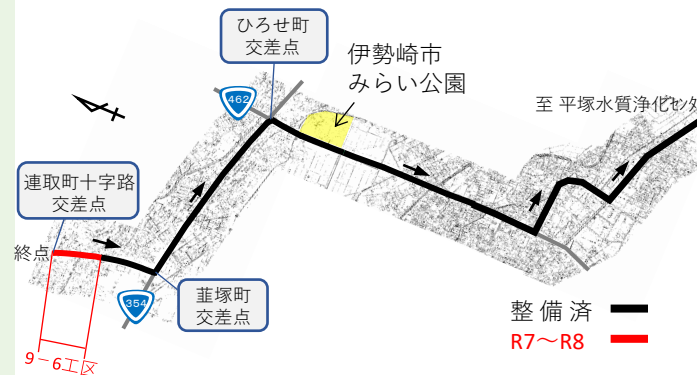 ひろせ町
交差点
462
伊勢崎市
みらい公園
至 平塚水質浄化センタ
連取町十字路
交差点
終点
354
韮塚町
交差点
9－6工区
整備済
R7～R8